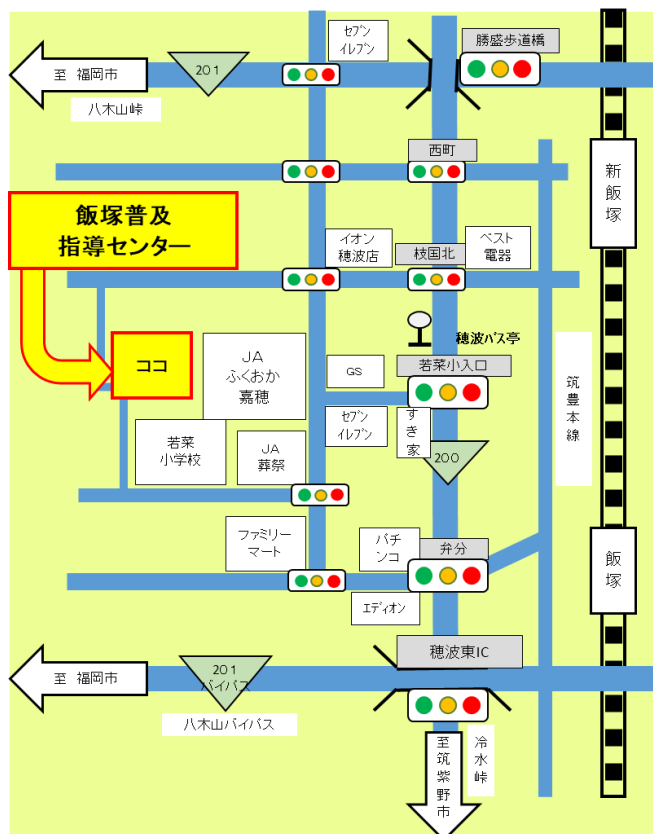 セブン
イレブン
勝盛歩道橋
至 福岡市
201
八木山峠
西町
新飯塚
飯塚普及
指導センター
イオン
穂波店
枝国北
ベスト
電器
穂波バス亭
ココ
JA
ふくおか
嘉穂
GS
若菜小入口
筑豊本線
セブン
イレブン
すき家
若菜
小学校
JA
葬祭
200
ファミリー
マート
パチ
ンコ
弁分
飯塚
エディオン
穂波東IC
至 福岡市
201
バイパス
八木山バイパス
至筑紫野市
冷水峠